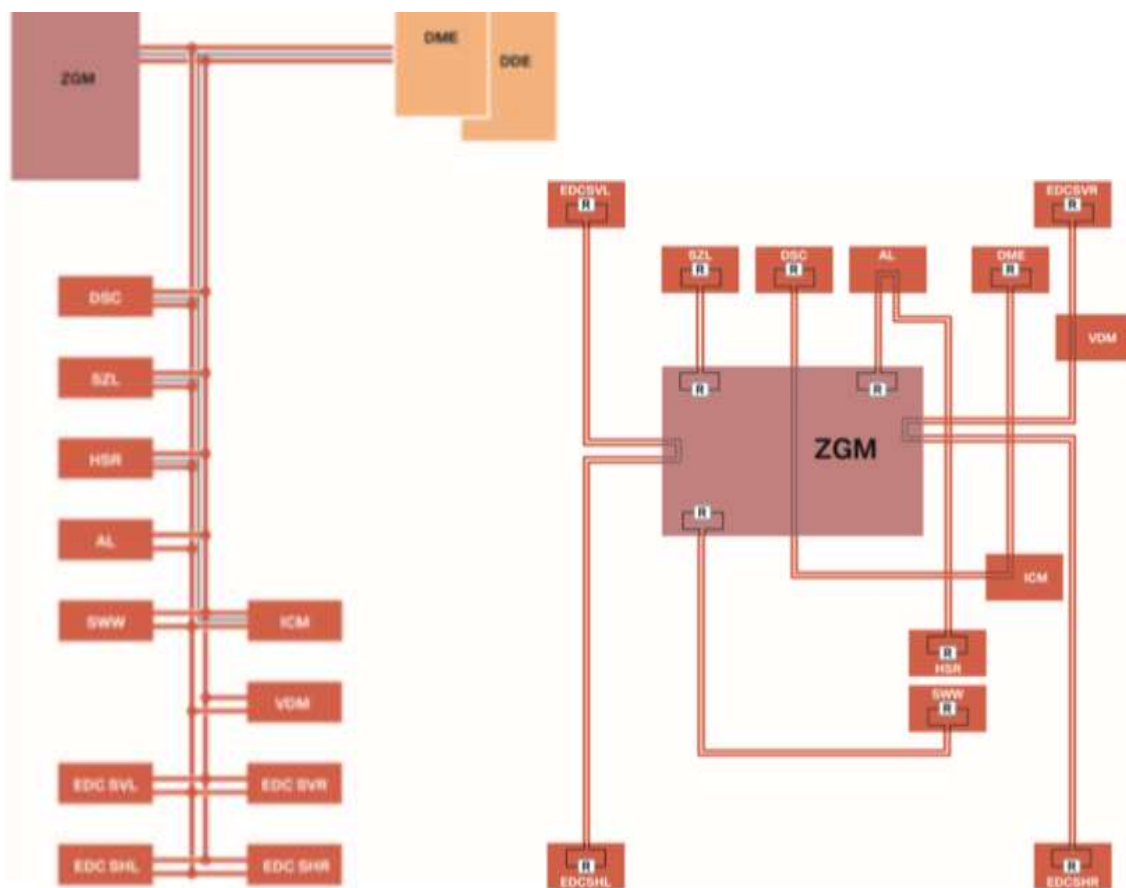 ZGM
DME
DDE
DSC
SZL
HSR
AL
SWW
ICM
VDM
EDC SVL
EDC SVR
EDC SHL
EDC SHR
EDCSVL
R
EDCSVR
R
SZL
R
DSC
R
AL
DME
R
VDM
R
R
ZGM
R
ICM
R
HSR
SWW
R
R
EDCSHL
R
EDCSHR